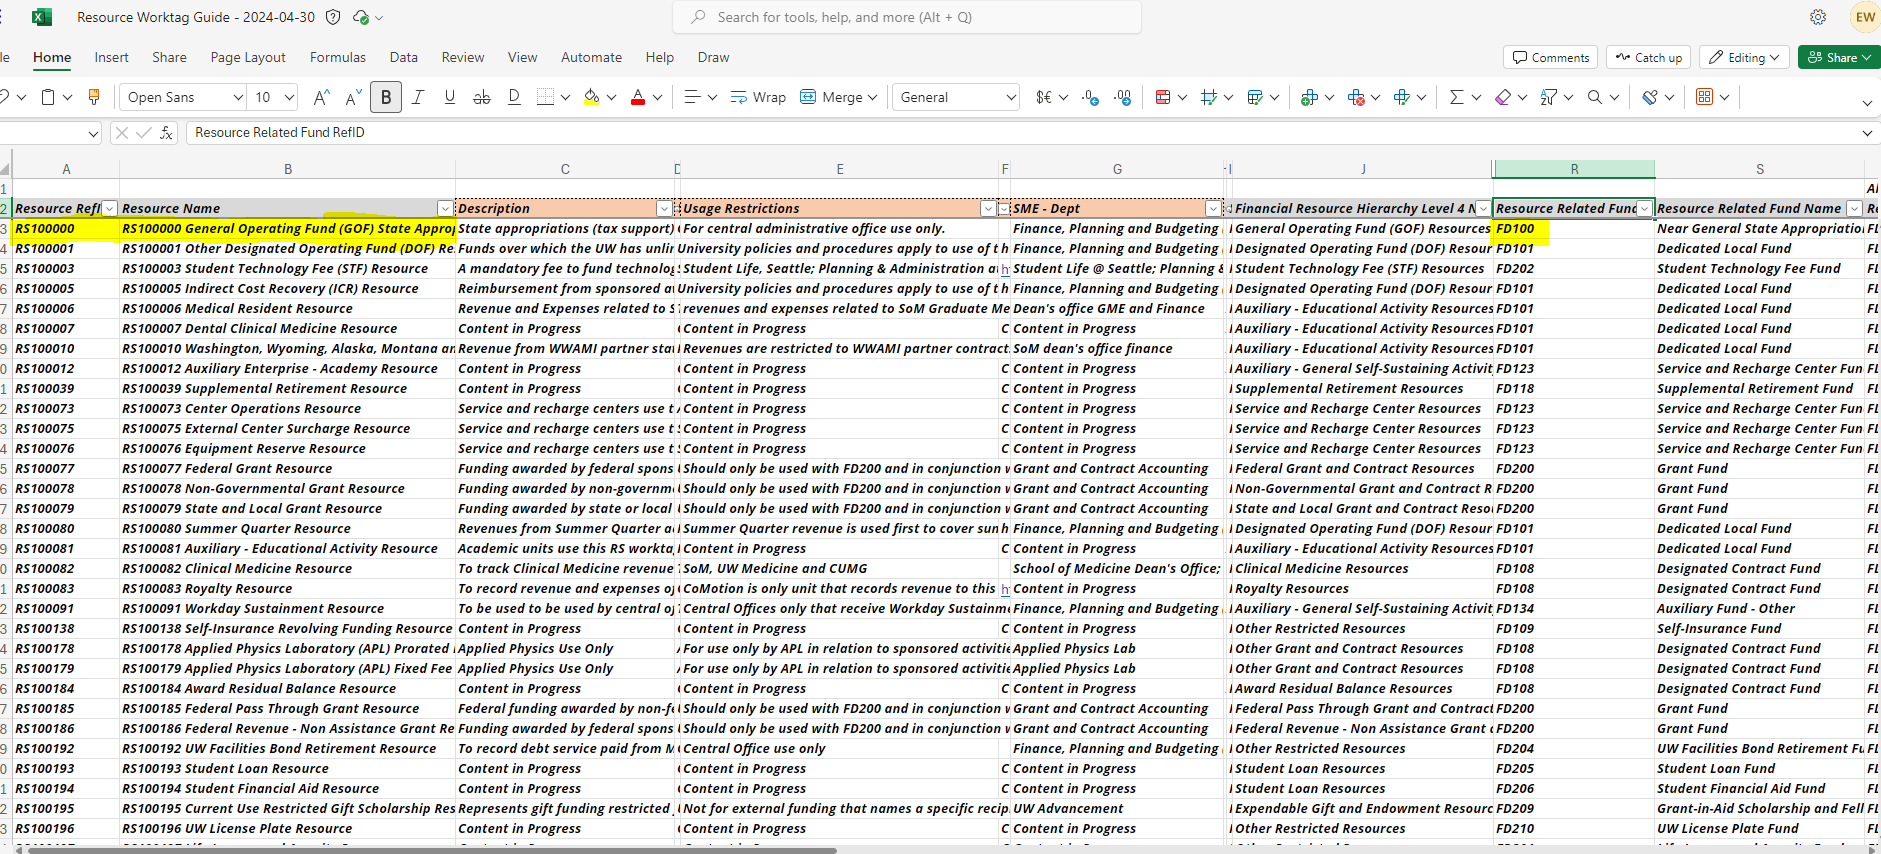 Resource Worktag Guide - 2024-04-30 Search for tools, help, and more (Alt + Q) EW
Home Insert Share Page Layout Formulas Data Review View Automate Help Draw Comments Catch up Editing Share
Open Sans 10 B I U ab D A Wrap Merge General $€ .0 .00
fx Resource Related Fund RefID
A B C D E F G I J R S
1
2 Resource RefI Resource Name Description Usage Restrictions SME - Dept Financial Resource Hierarchy Level 4 N Resource Related Fund Resource Related Fund Name
3 RS100000 RS100000 General Operating Fund (GOF) State Approp State appropriations (tax support) For central administrative office use only. Finance, Planning and Budgeting General Operating Fund (GOF) Resources FD100 Near General State Appropriatio
4 RS100001 RS100001 Other Designated Operating Fund (DOF) Re Funds over which the UW has unlin University policies and procedures apply to use of th Finance, Planning and Budgeting Designated Operating Fund (DOF) Resour FD101 Dedicated Local Fund
5 RS100003 RS100003 Student Technology Fee (STF) Resource A mandatory fee to fund technolog Student Life, Seattle; Planning & Administration a Student Life @ Seattle; Planning & Student Technology Fee (STF) Resources FD202 Student Technology Fee Fund
6 RS100005 RS100005 Indirect Cost Recovery (ICR) Resource Reimbursement from sponsored a University policies and procedures apply to use of th Finance, Planning and Budgeting Designated Operating Fund (DOF) Resour FD101 Dedicated Local Fund
7 RS100006 RS100006 Medical Resident Resource Revenue and Expenses related to S revenues and expenses related to SoM Graduate Me Dean's office GME and Finance Auxiliary - Educational Activity Resources FD101 Dedicated Local Fund
8 RS100007 RS100007 Dental Clinical Medicine Resource Content in Progress Content in Progress C Content in Progress Auxiliary - Educational Activity Resources FD101 Dedicated Local Fund
9 RS100010 RS100010 Washington, Wyoming, Alaska, Montana an Revenue from WWAMI partner sta Revenues are restricted to WWAMI partner contract SoM dean's office finance Auxiliary - Educational Activity Resources FD101 Dedicated Local Fund
0 RS100012 RS100012 Auxiliary Enterprise - Academy Resource Content in Progress Content in Progress C Content in Progress Auxiliary - General Self-Sustaining Activit FD123 Service and Recharge Center Fun
1 RS100039 RS100039 Supplemental Retirement Resource Content in Progress Content in Progress C Content in Progress Supplemental Retirement Resources FD118 Supplemental Retirement Fund
2 RS100073 RS100073 Center Operations Resource Service and recharge centers use t Content in Progress C Content in Progress Service and Recharge Center Resources FD123 Service and Recharge Center Fun
3 RS100075 RS100075 External Center Surcharge Resource Service and recharge centers use t Content in Progress C Content in Progress Service and Recharge Center Resources FD123 Service and Recharge Center Fun
4 RS100076 RS100076 Equipment Reserve Resource Service and recharge centers use t Content in Progress C Content in Progress Service and Recharge Center Resources FD123 Service and Recharge Center Fun
5 RS100077 RS100077 Federal Grant Resource Funding awarded by federal spons Should only be used with FD200 and in conjunction w Grant and Contract Accounting Federal Grant and Contract Resources FD200 Grant Fund
6 RS100078 RS100078 Non-Governmental Grant Resource Funding awarded by non-governm Should only be used with FD200 and in conjunction w Grant and Contract Accounting Non-Governmental Grant and Contract R FD200 Grant Fund
7 RS100079 RS100079 State and Local Grant Resource Funding awarded by state or local Should only be used with FD200 and in conjunction w Grant and Contract Accounting State and Local Grant and Contract Reso FD200 Grant Fund
8 RS100080 RS100080 Summer Quarter Resource Revenues from Summer Quarter a Summer Quarter revenue is used first to cover sun Finance, Planning and Budgeting Designated Operating Fund (DOF) Resour FD101 Dedicated Local Fund
9 RS100081 RS100081 Auxiliary - Educational Activity Resource Academic units use this RS workta Content in Progress C Content in Progress Auxiliary - Educational Activity Resources FD101 Dedicated Local Fund
0 RS100082 RS100082 Clinical Medicine Resource To track Clinical Medicine revenue SoM, UW Medicine and CUMG School of Medicine Dean's Office; Clinical Medicine Resources FD108 Designated Contract Fund
1 RS100083 RS100083 Royalty Resource To record revenue and expenses o CoMotion is only unit that records revenue to this Content in Progress Royalty Resources FD108 Designated Contract Fund
2 RS100091 RS100091 Workday Sustainment Resource To be used to be used by central o Central Offices only that receive Workday Sustainm Finance, Planning and Budgeting Auxiliary - General Self-Sustaining Activit FD134 Auxiliary Fund - Other
3 RS100138 RS100138 Self-Insurance Revolving Funding Resource Content in Progress Content in Progress C Content in Progress Other Restricted Resources FD109 Self-Insurance Fund
4 RS100178 RS100178 Applied Physics Laboratory (APL) Prorated Applied Physics Use Only For use only by APL in relation to sponsored activitie Applied Physics Lab Other Grant and Contract Resources FD108 Designated Contract Fund
5 RS100179 RS100179 Applied Physics Laboratory (APL) Fixed Fee Applied Physics Use Only For use only by APL in relation to sponsored activitie Applied Physics Lab Other Grant and Contract Resources FD108 Designated Contract Fund
6 RS100184 RS100184 Award Residual Balance Resource Content in Progress Content in Progress C Content in Progress Award Residual Balance Resources FD108 Designated Contract Fund
7 RS100185 RS100185 Federal Pass Through Grant Resource Federal funding awarded by non-fe Should only be used with FD200 and in conjunction w Grant and Contract Accounting Federal Pass Through Grant and Contract FD200 Grant Fund
8 RS100186 RS100186 Federal Revenue - Non Assistance Grant Re Funding awarded by federal spons Should only be used with FD200 and in conjunction w Grant and Contract Accounting Federal Revenue - Non Assistance Grant FD200 Grant Fund
9 RS100192 RS100192 UW Facilities Bond Retirement Resource To record debt service paid from M Central Office use only Finance, Planning and Budgeting Other Restricted Resources FD204 UW Facilities Bond Retirement Fu
0 RS100193 RS100193 Student Loan Resource Content in Progress Content in Progress C Content in Progress Student Loan Resources FD205 Student Loan Fund
1 RS100194 RS100194 Student Financial Aid Resource Content in Progress Content in Progress C Content in Progress Student Loan Resources FD206 Student Financial Aid Fund
2 RS100195 RS100195 Current Use Restricted Gift Scholarship Res Represents gift funding restricted Not for external funding that names a specific recip UW Advancement Expendable Gift and Endowment Resourc FD209 Grant-in-Aid Scholarship and Fell
3 RS100196 RS100196 UW License Plate Resource Content in Progress Content in Progress C Content in Progress Other Restricted Resources FD210 UW License Plate Fund